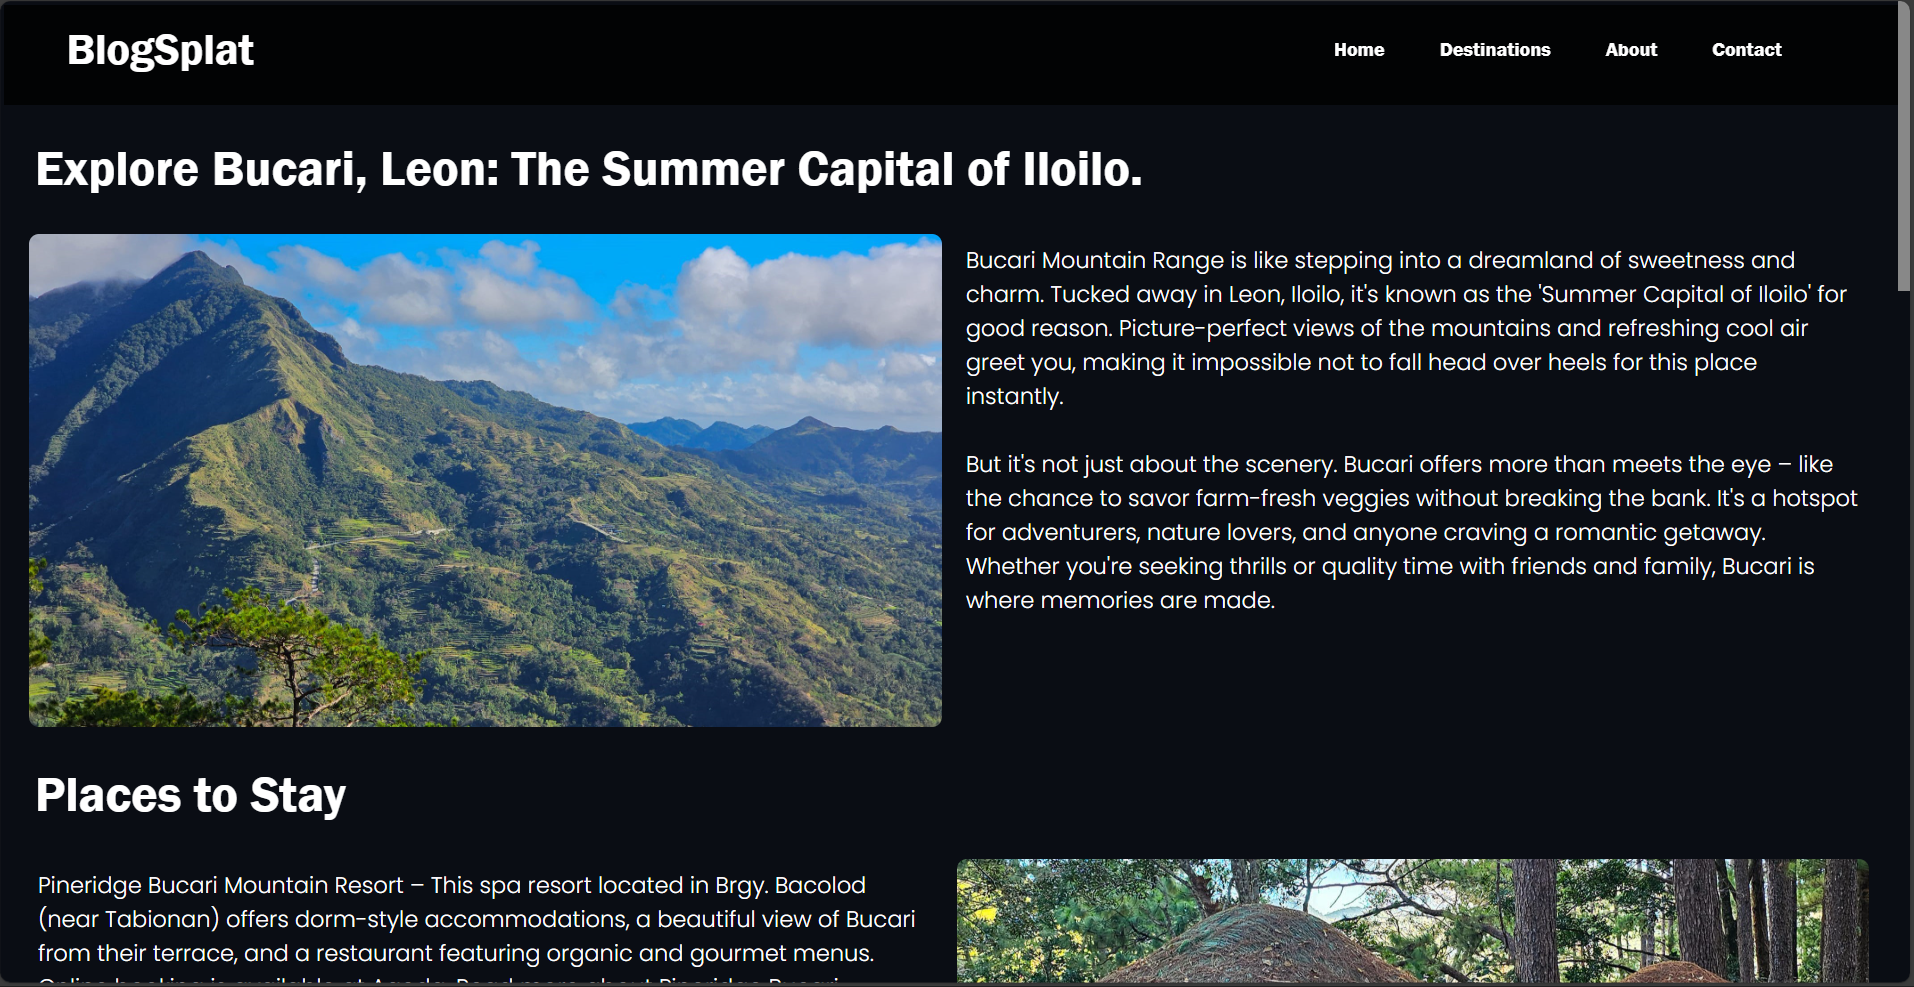 BlogSplat
Home Destinations About Contact
Explore Bucari, Leon: The Summer Capital of Iloilo.
Bucari Mountain Range is like stepping into a dreamland of sweetness and
charm. Tucked away in Leon, Iloilo, it's known as the 'Summer Capital of Iloilo' for
good reason. Picture-perfect views of the mountains and refreshing cool air
greet you, making it impossible not to fall head over heels for this place
instantly.
But it's not just about the scenery. Bucari offers more than meets the eye – like
the chance to savor farm-fresh veggies without breaking the bank. It's a hotspot
for adventurers, nature lovers, and anyone craving a romantic getaway.
Whether you're seeking thrills or quality time with friends and family, Bucari is
where memories are made.
Places to Stay
Pineridge Bucari Mountain Resort – This spa resort located in Brgy. Bacolod
(near Tabionan) offers dorm-style accommodations, a beautiful view of Bucari
from their terrace, and a restaurant featuring organic and gourmet menus.